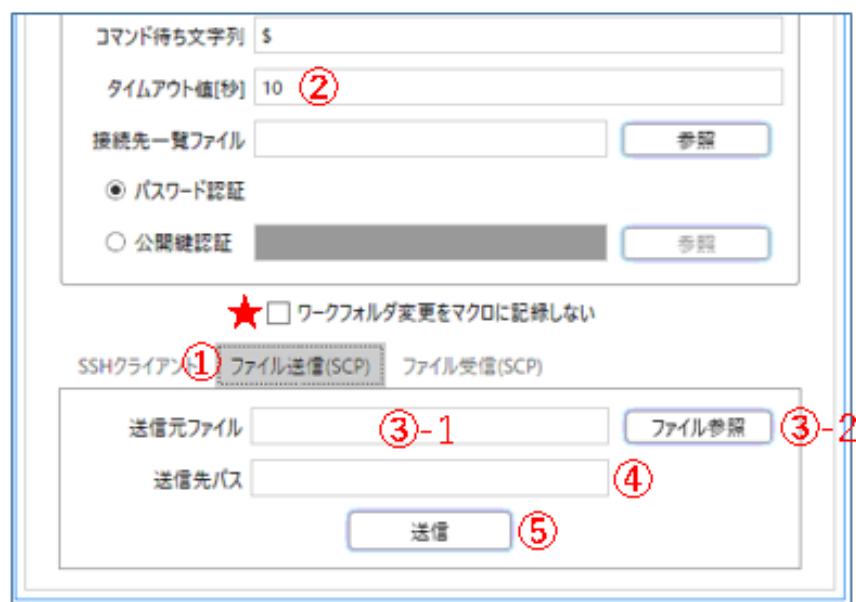 コマンド待ち文字列 $
タイムアウト値[秒] 10 ②
接続先一覧ファイル 参照
パスワード認証
公開鍵認証 参照
★ ワークフォルダ変更をマクロに記録しない
SSHクライアント ① ファイル送信(SCP) ファイル受信(SCP)
送信元ファイル ③-1 ファイル参照 ③-2
送信先パス ④
送信 ⑤